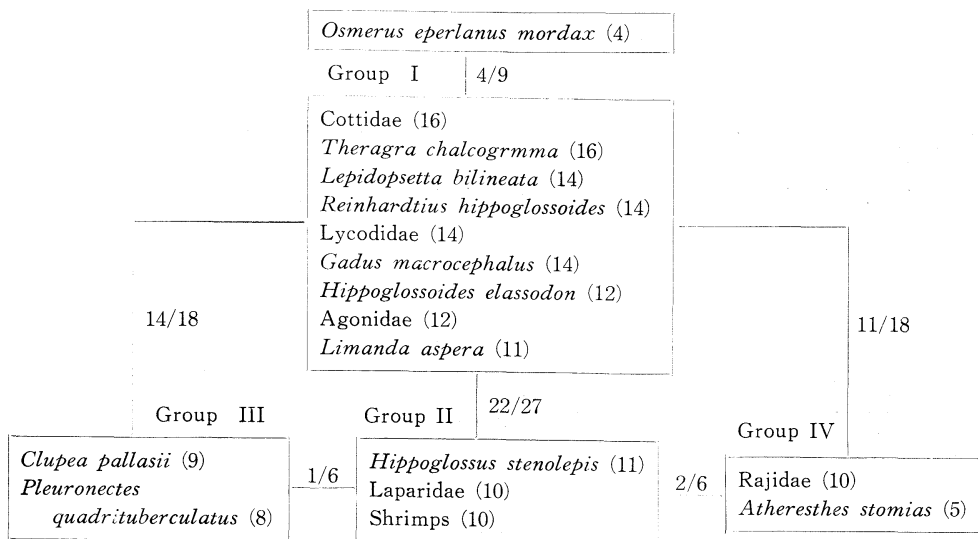 Osmerus eperlanus mordax (4)
Group I
4/9
Cottidae (16)
Theragra chalcogrmma (16)
Lepidopsetta bilineata (14)
Reinhardtius hippoglossoides (14)
Lycodidae (14)
Gadus macrocephalus (14)
Hippoglossoides elassodon (12)
Agonidae (12)
Limanda aspera (11)
14/18
11/18
22/27
Group III
Group II
Group IV
Clupea pallasii (9)
Pleuronectes
quadrituberculatus (8)
1/6
Hippoglossus stenolepis (11)
Laparidae (10)
Shrimps (10)
2/6
Rajidae (10)
Atheresthes stomias (5)